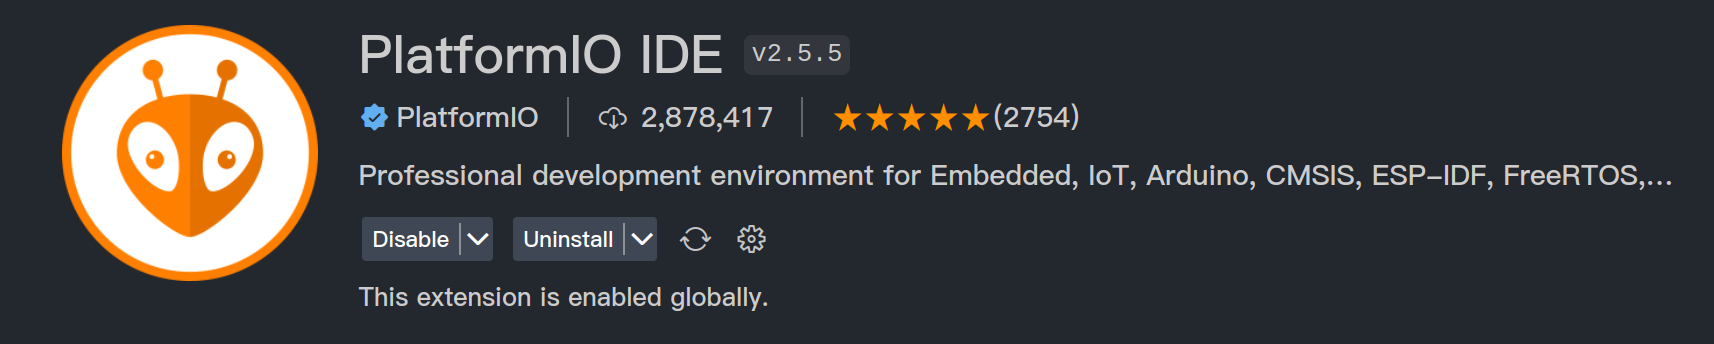 PlatformIO IDE v2.5.5
PlatformIO 2,878,417 (2754)
Professional development environment for Embedded, IoT, Arduino, CMSIS, ESP-IDF, FreeRTOS,...
Disable Uninstall
This extension is enabled globally.